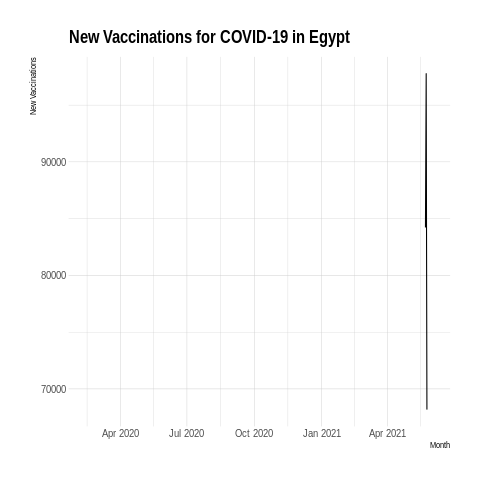 New Vaccinations for COVID-19 in Egypt
New Vaccinations
90000
80000
70000
Apr 2020 Jul 2020 Oct 2020 Jan 2021 Apr 2021
Month